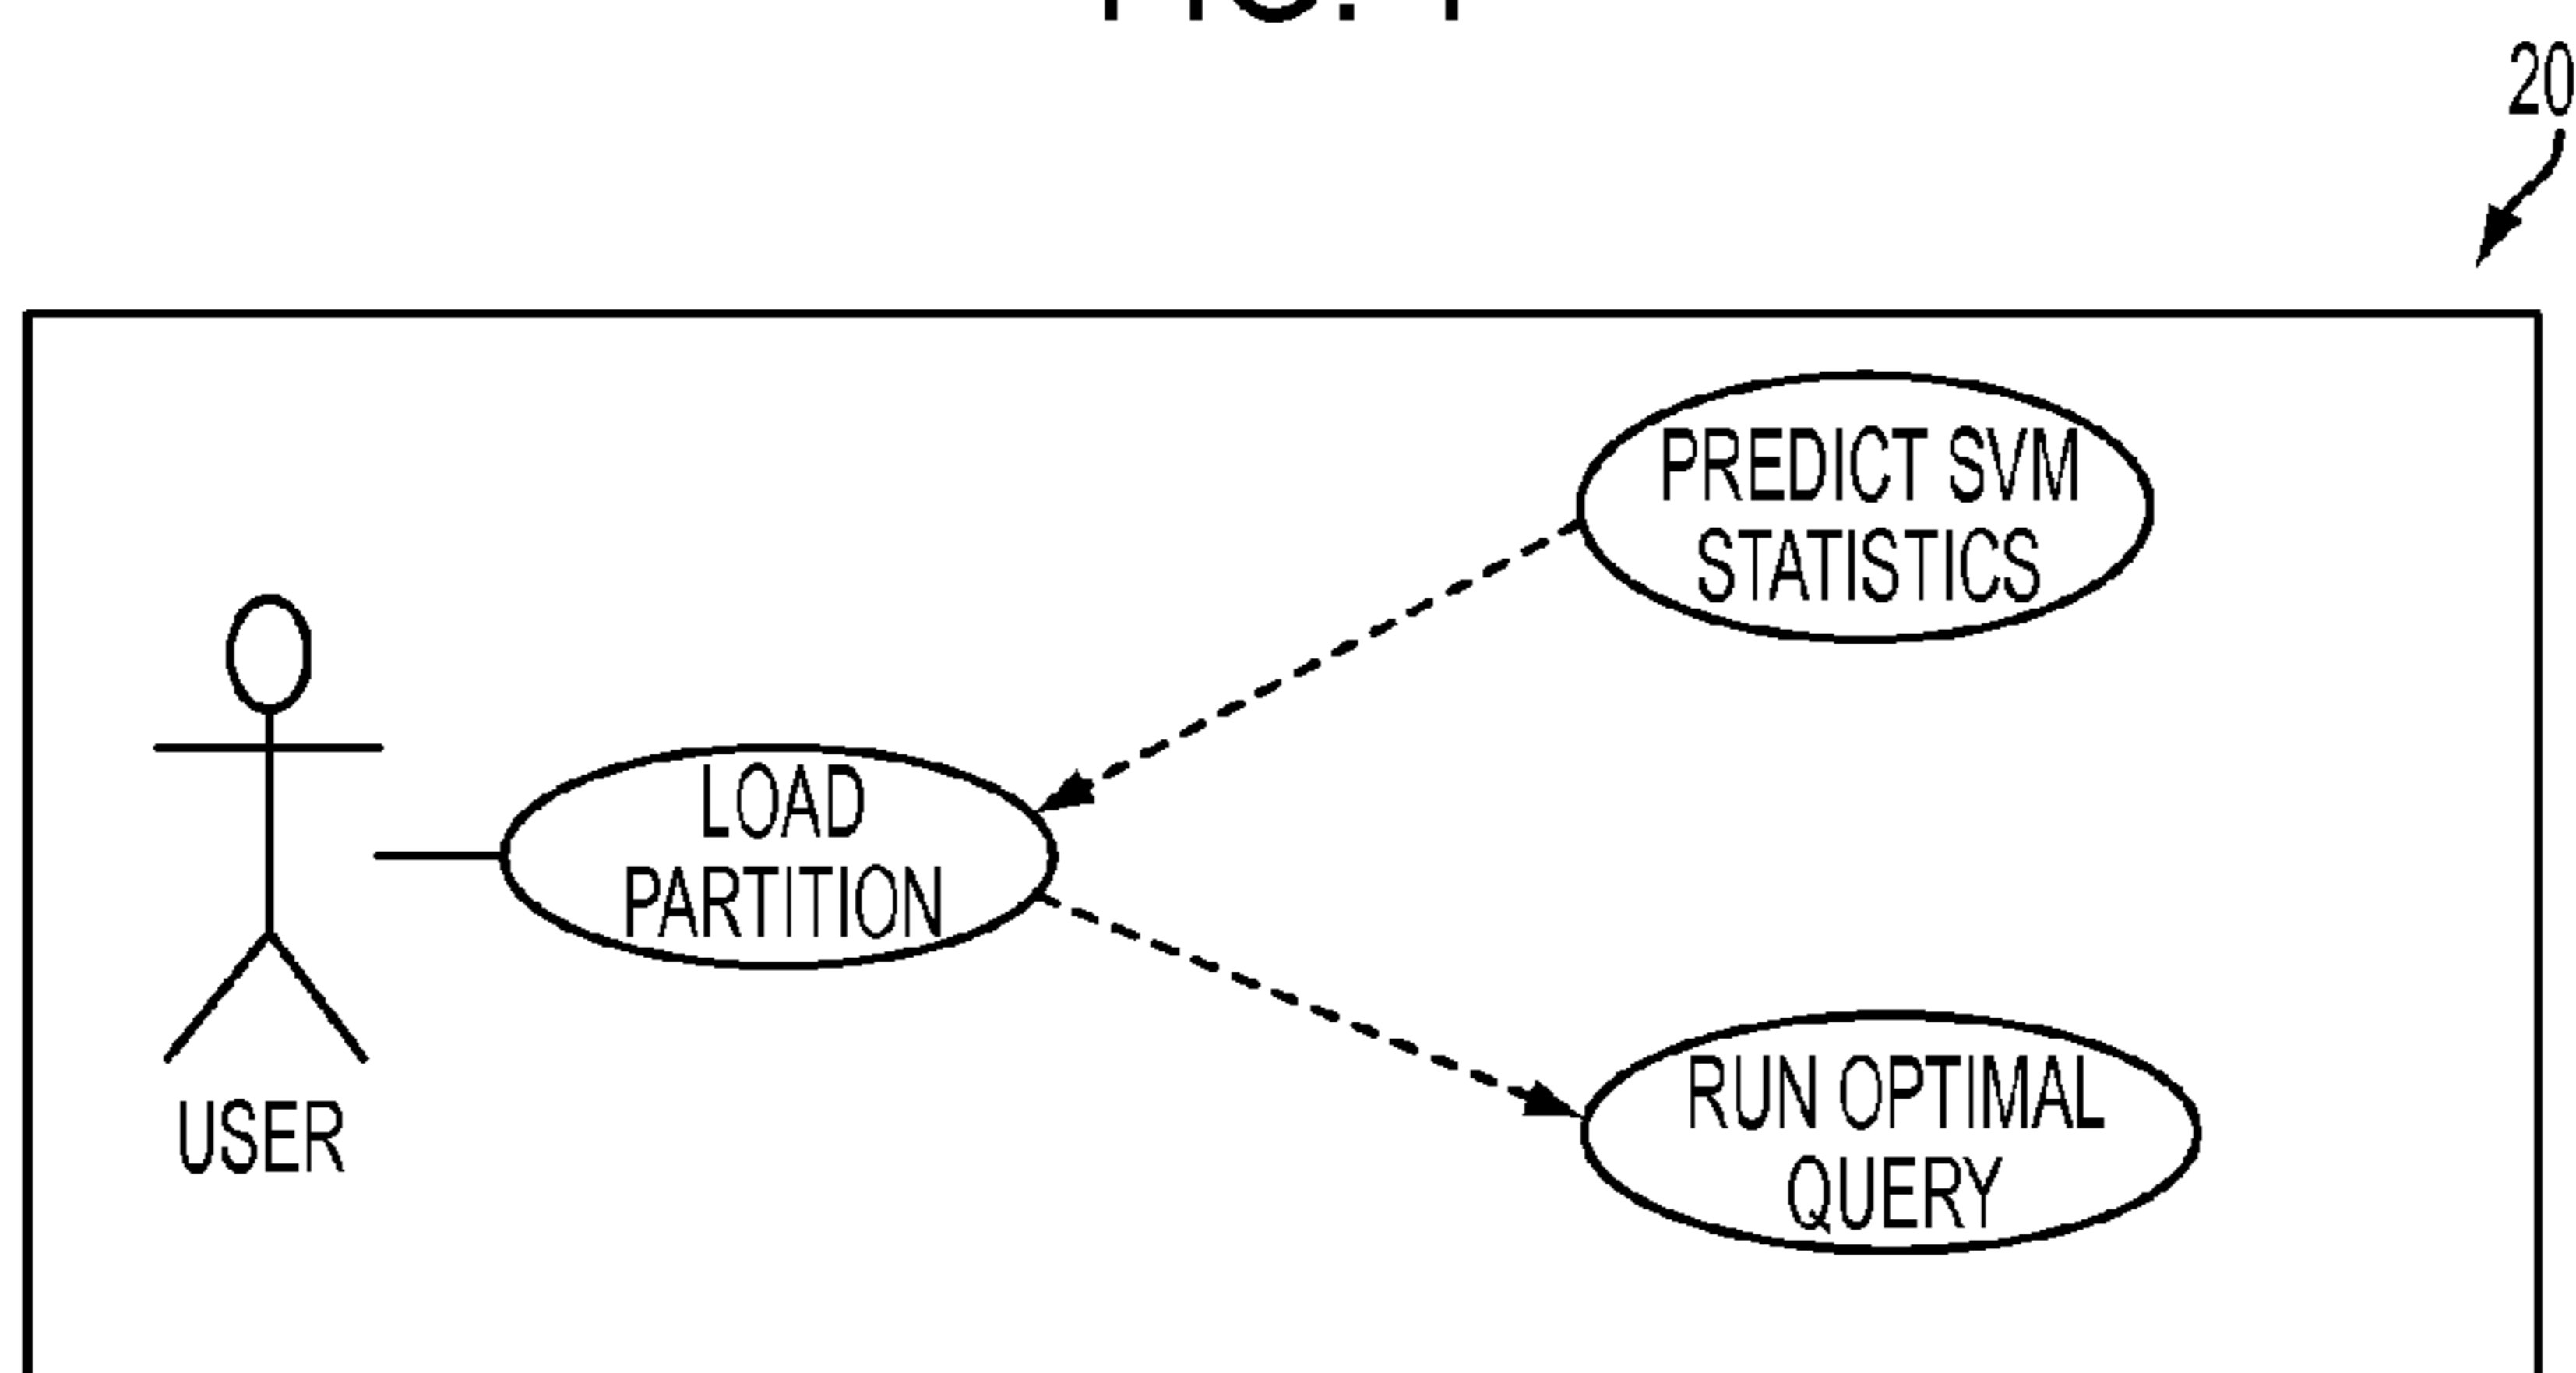 20
PREDICT SVM
STATISTICS
LOAD
PARTITION
RUN OPTIMAL
QUERY
USER